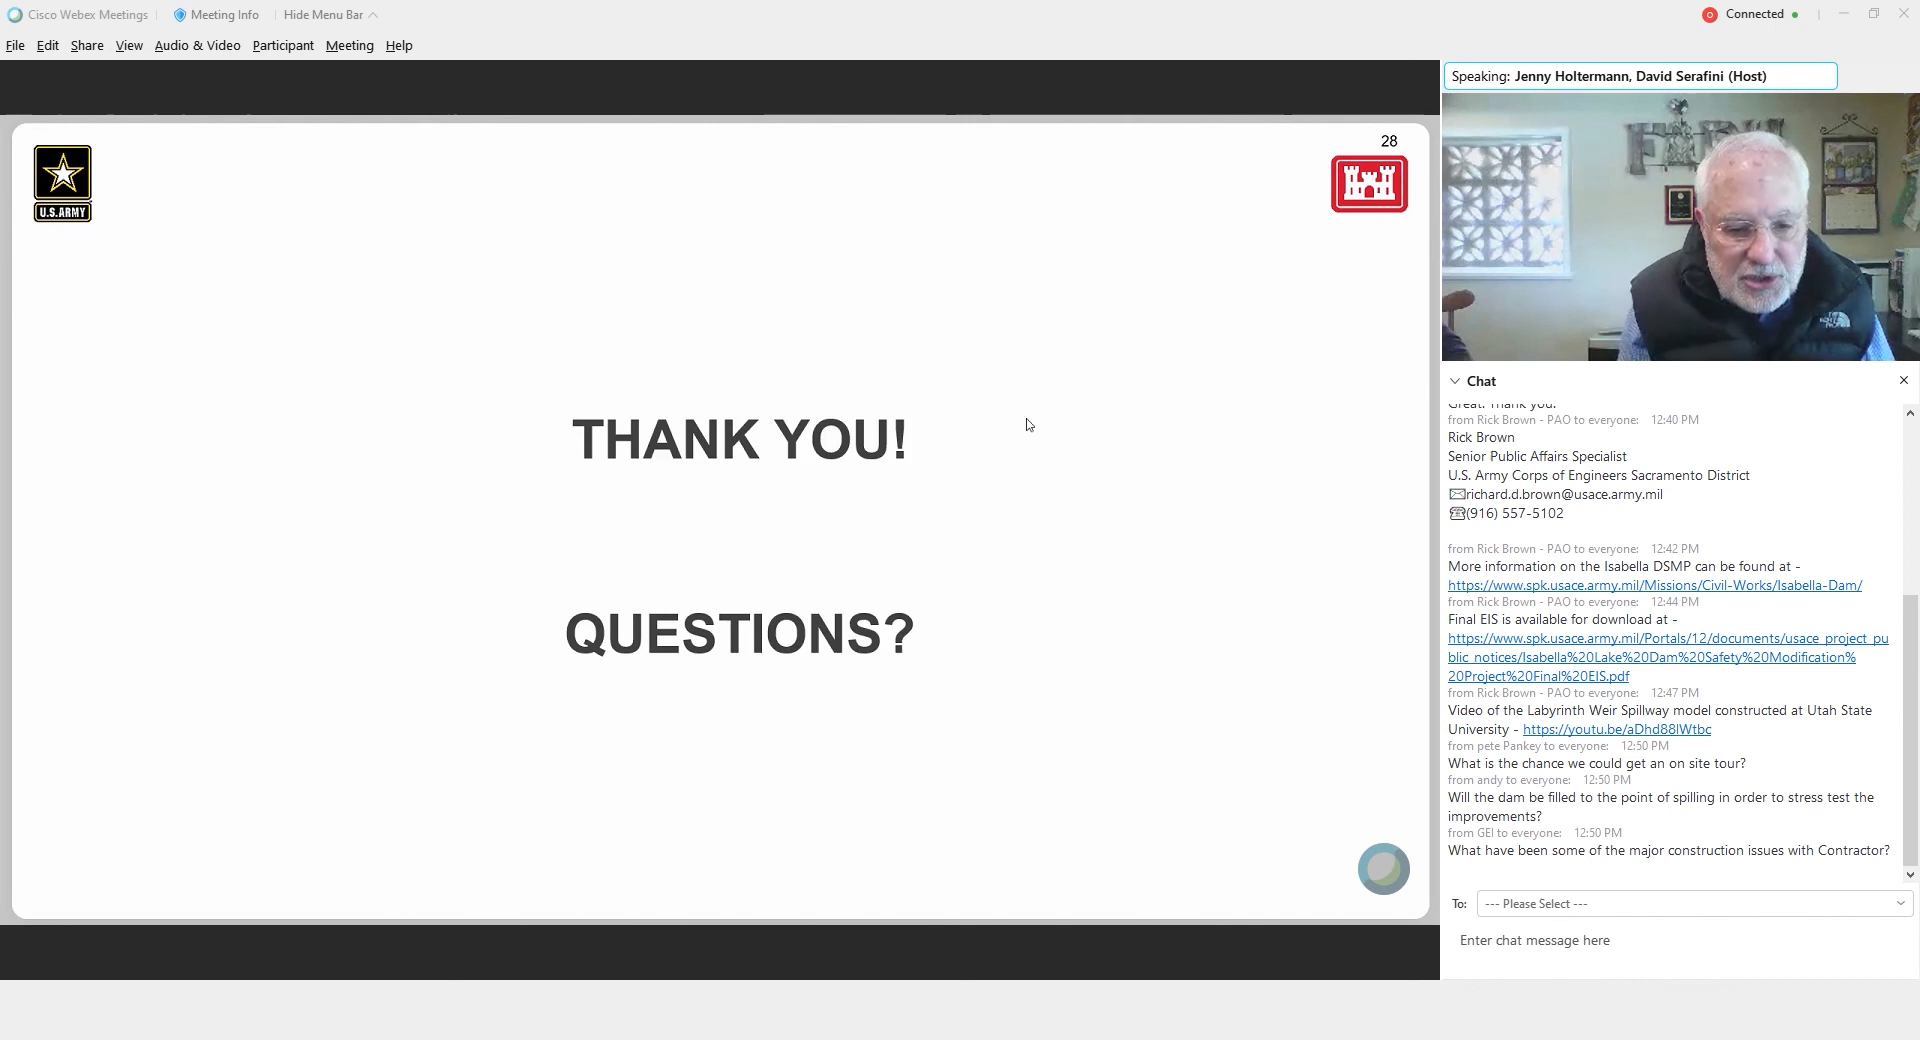 Cisco Webex Meetings
Meeting Info
Hide Menu Bar
Connected
File Edit Share View Audio & Video Participant Meeting Help
Speaking: Jenny Holtermann, David Serafini (Host)
28
U.S.ARMY
THANK YOU!
QUESTIONS?
Chat
Great. Thank you.
from Rick Brown - PAO to everyone: 12:40 PM
Rick Brown
Senior Public Affairs Specialist
U.S. Army Corps of Engineers Sacramento District
richard.d.brown@usace.army.mil
(916) 557-5102
from Rick Brown - PAO to everyone: 12:42 PM
More information on the Isabella DSMP can be found at -
https://www.spk.usace.army.mil/Missions/Civil-Works/Isabella-Dam/
from Rick Brown - PAO to everyone: 12:44 PM
Final EIS is available for download at -
https://www.spk.usace.army.mil/Portals/12/documents/usace_project_pu
blic_notices/Isabella%20Lake%20Dam%20Safety%20Modification%
20Project%20Final%20EIS.pdf
from Rick Brown - PAO to everyone: 12:47 PM
Video of the Labyrinth Weir Spillway model constructed at Utah State
University - https://youtu.be/aDhd88lWtbc
from pete Pankey to everyone: 12:50 PM
What is the chance we could get an on site tour?
from andy to everyone: 12:50 PM
Will the dam be filled to the point of spilling in order to stress test the
improvements?
from GEI to everyone: 12:50 PM
What have been some of the major construction issues with Contractor?
To: --- Please Select ---
Enter chat message here